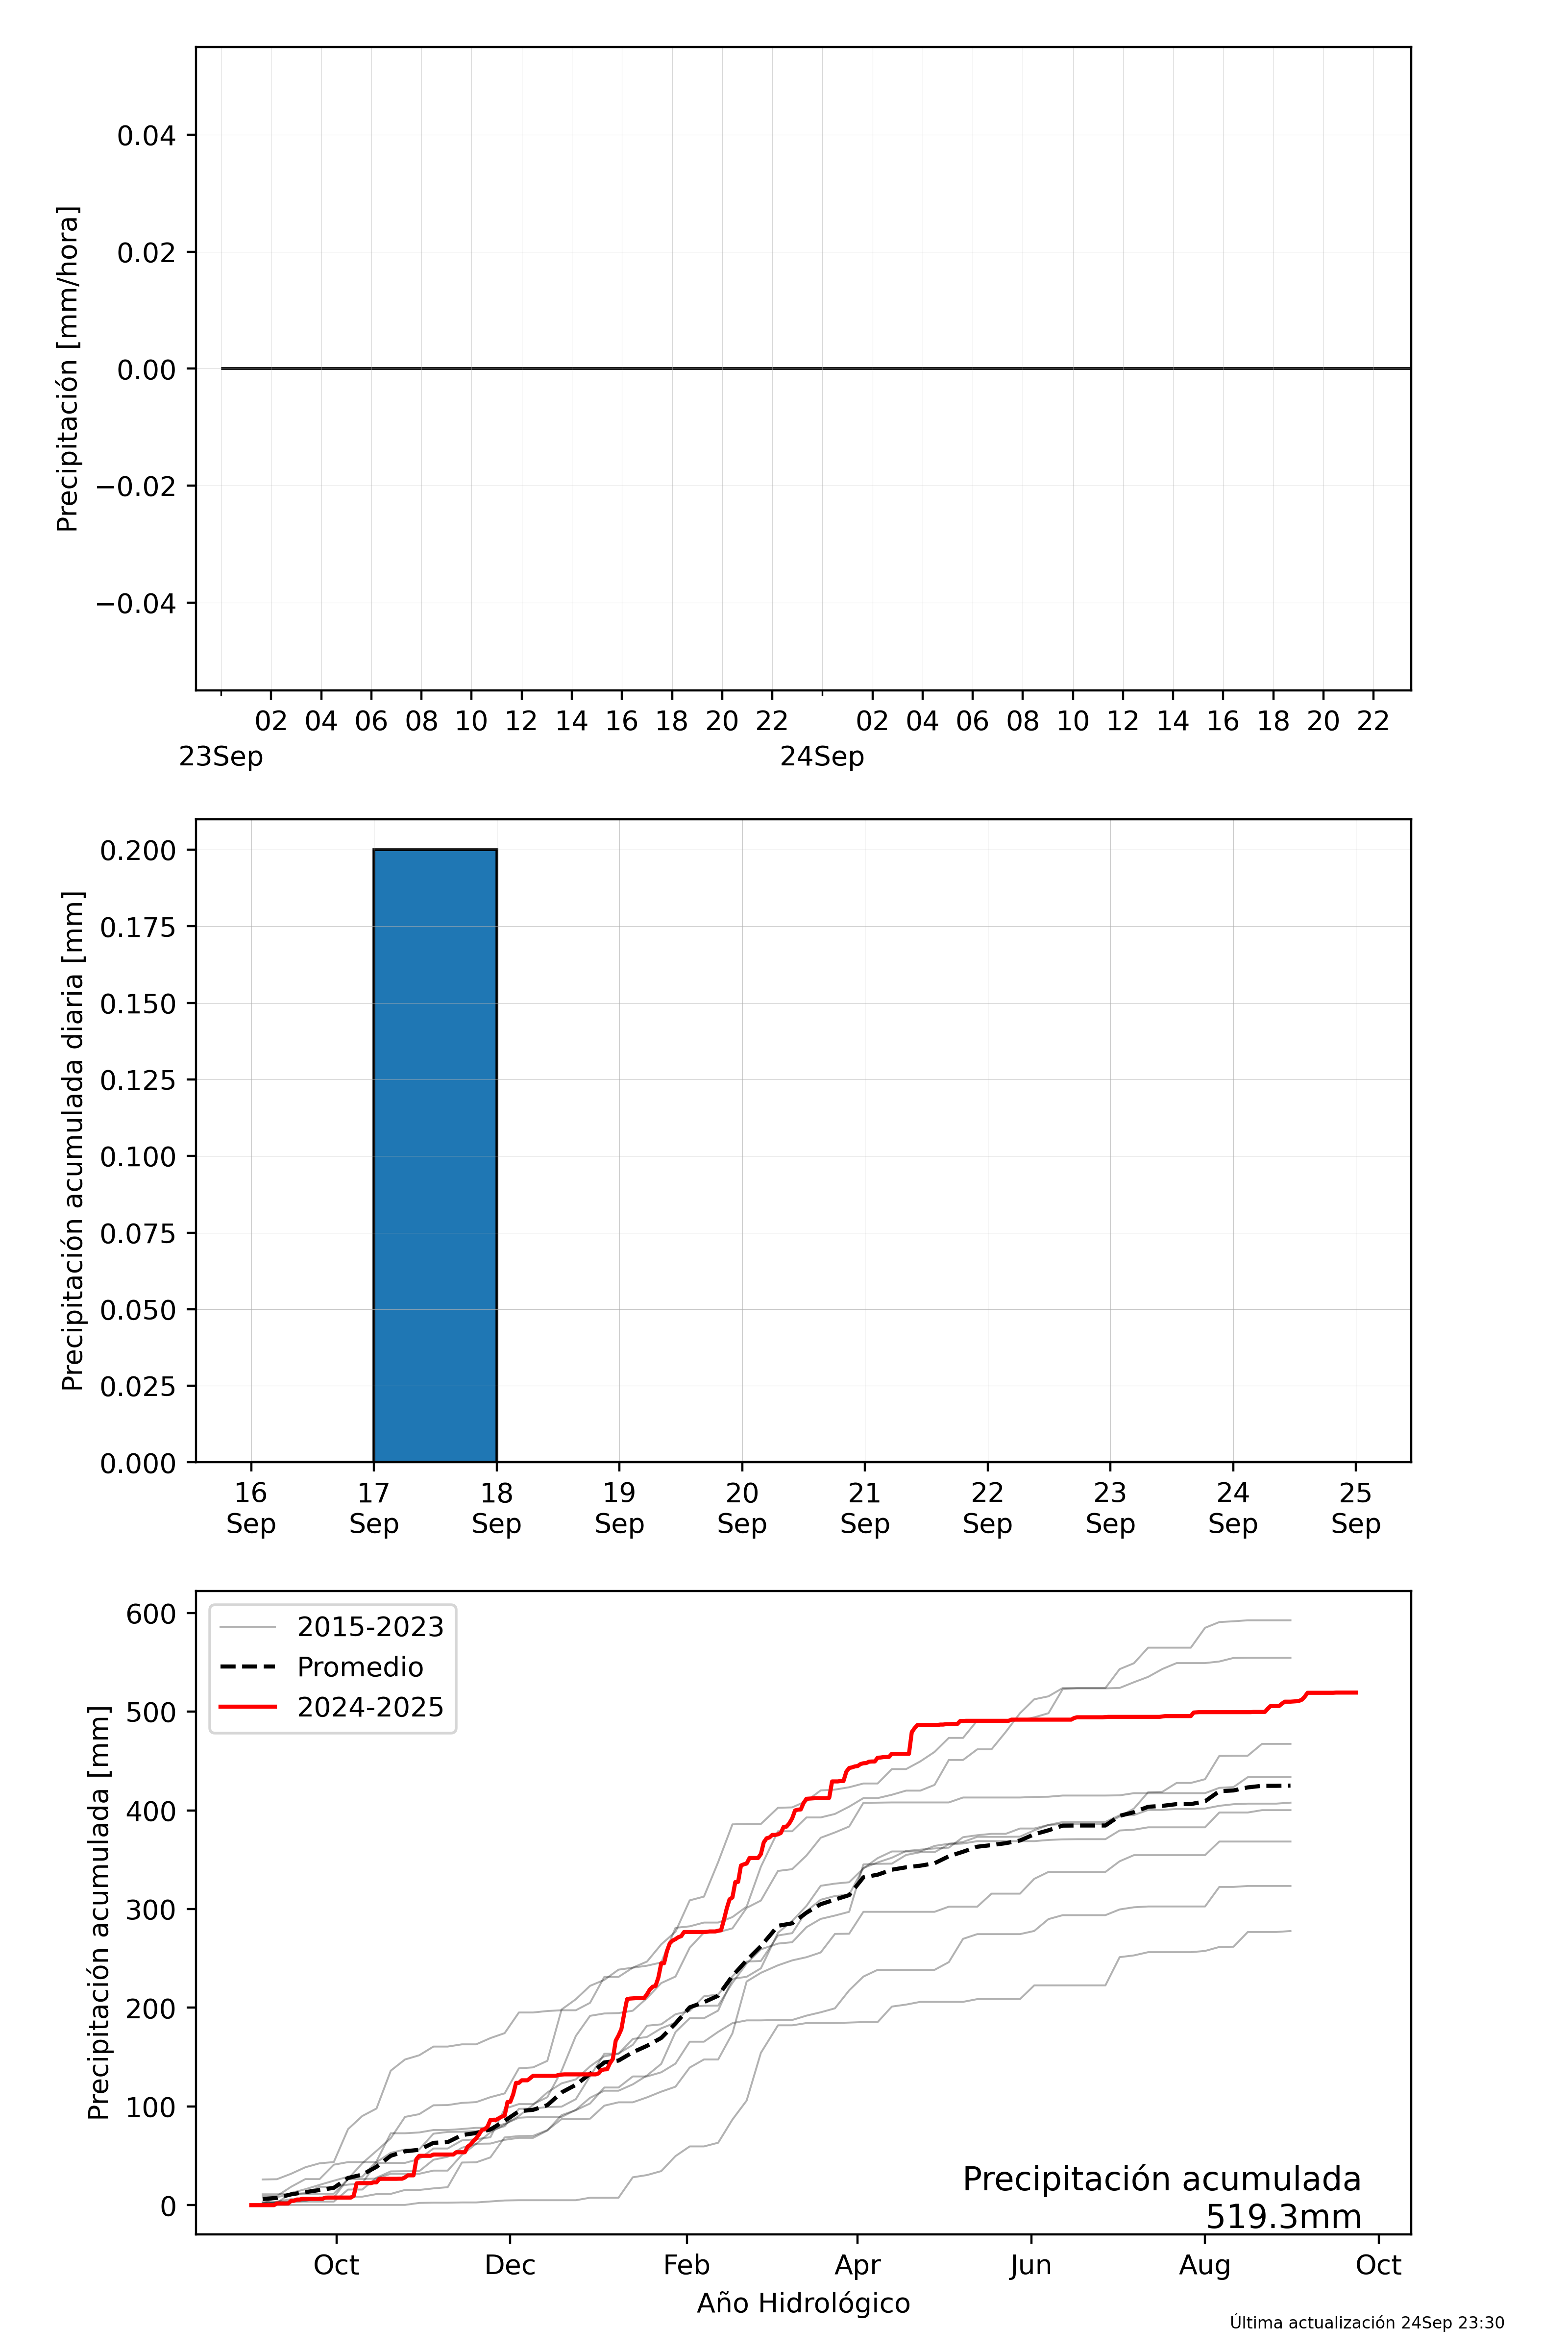 Precipitación [mm/hora]
0.04
0.02
0.00
−0.02
−0.04
02 04 06 08 10 12 14 16 18 20 22 02 04 06 08 10 12 14 16 18 20 22
23Sep 24Sep
Precipitación acumulada diaria [mm]
0.200
0.175
0.150
0.125
0.100
0.075
0.050
0.025
0.000
16 17 18 19 20 21 22 23 24 25
Sep Sep Sep Sep Sep Sep Sep Sep Sep Sep
Precipitación acumulada [mm]
600
500
400
300
200
100
0
2015-2023
Promedio
2024-2025
Precipitación acumulada
519.3mm
Oct Dec Feb Apr Jun Aug Oct
Año Hidrológico
Última actualización 24Sep 23:30